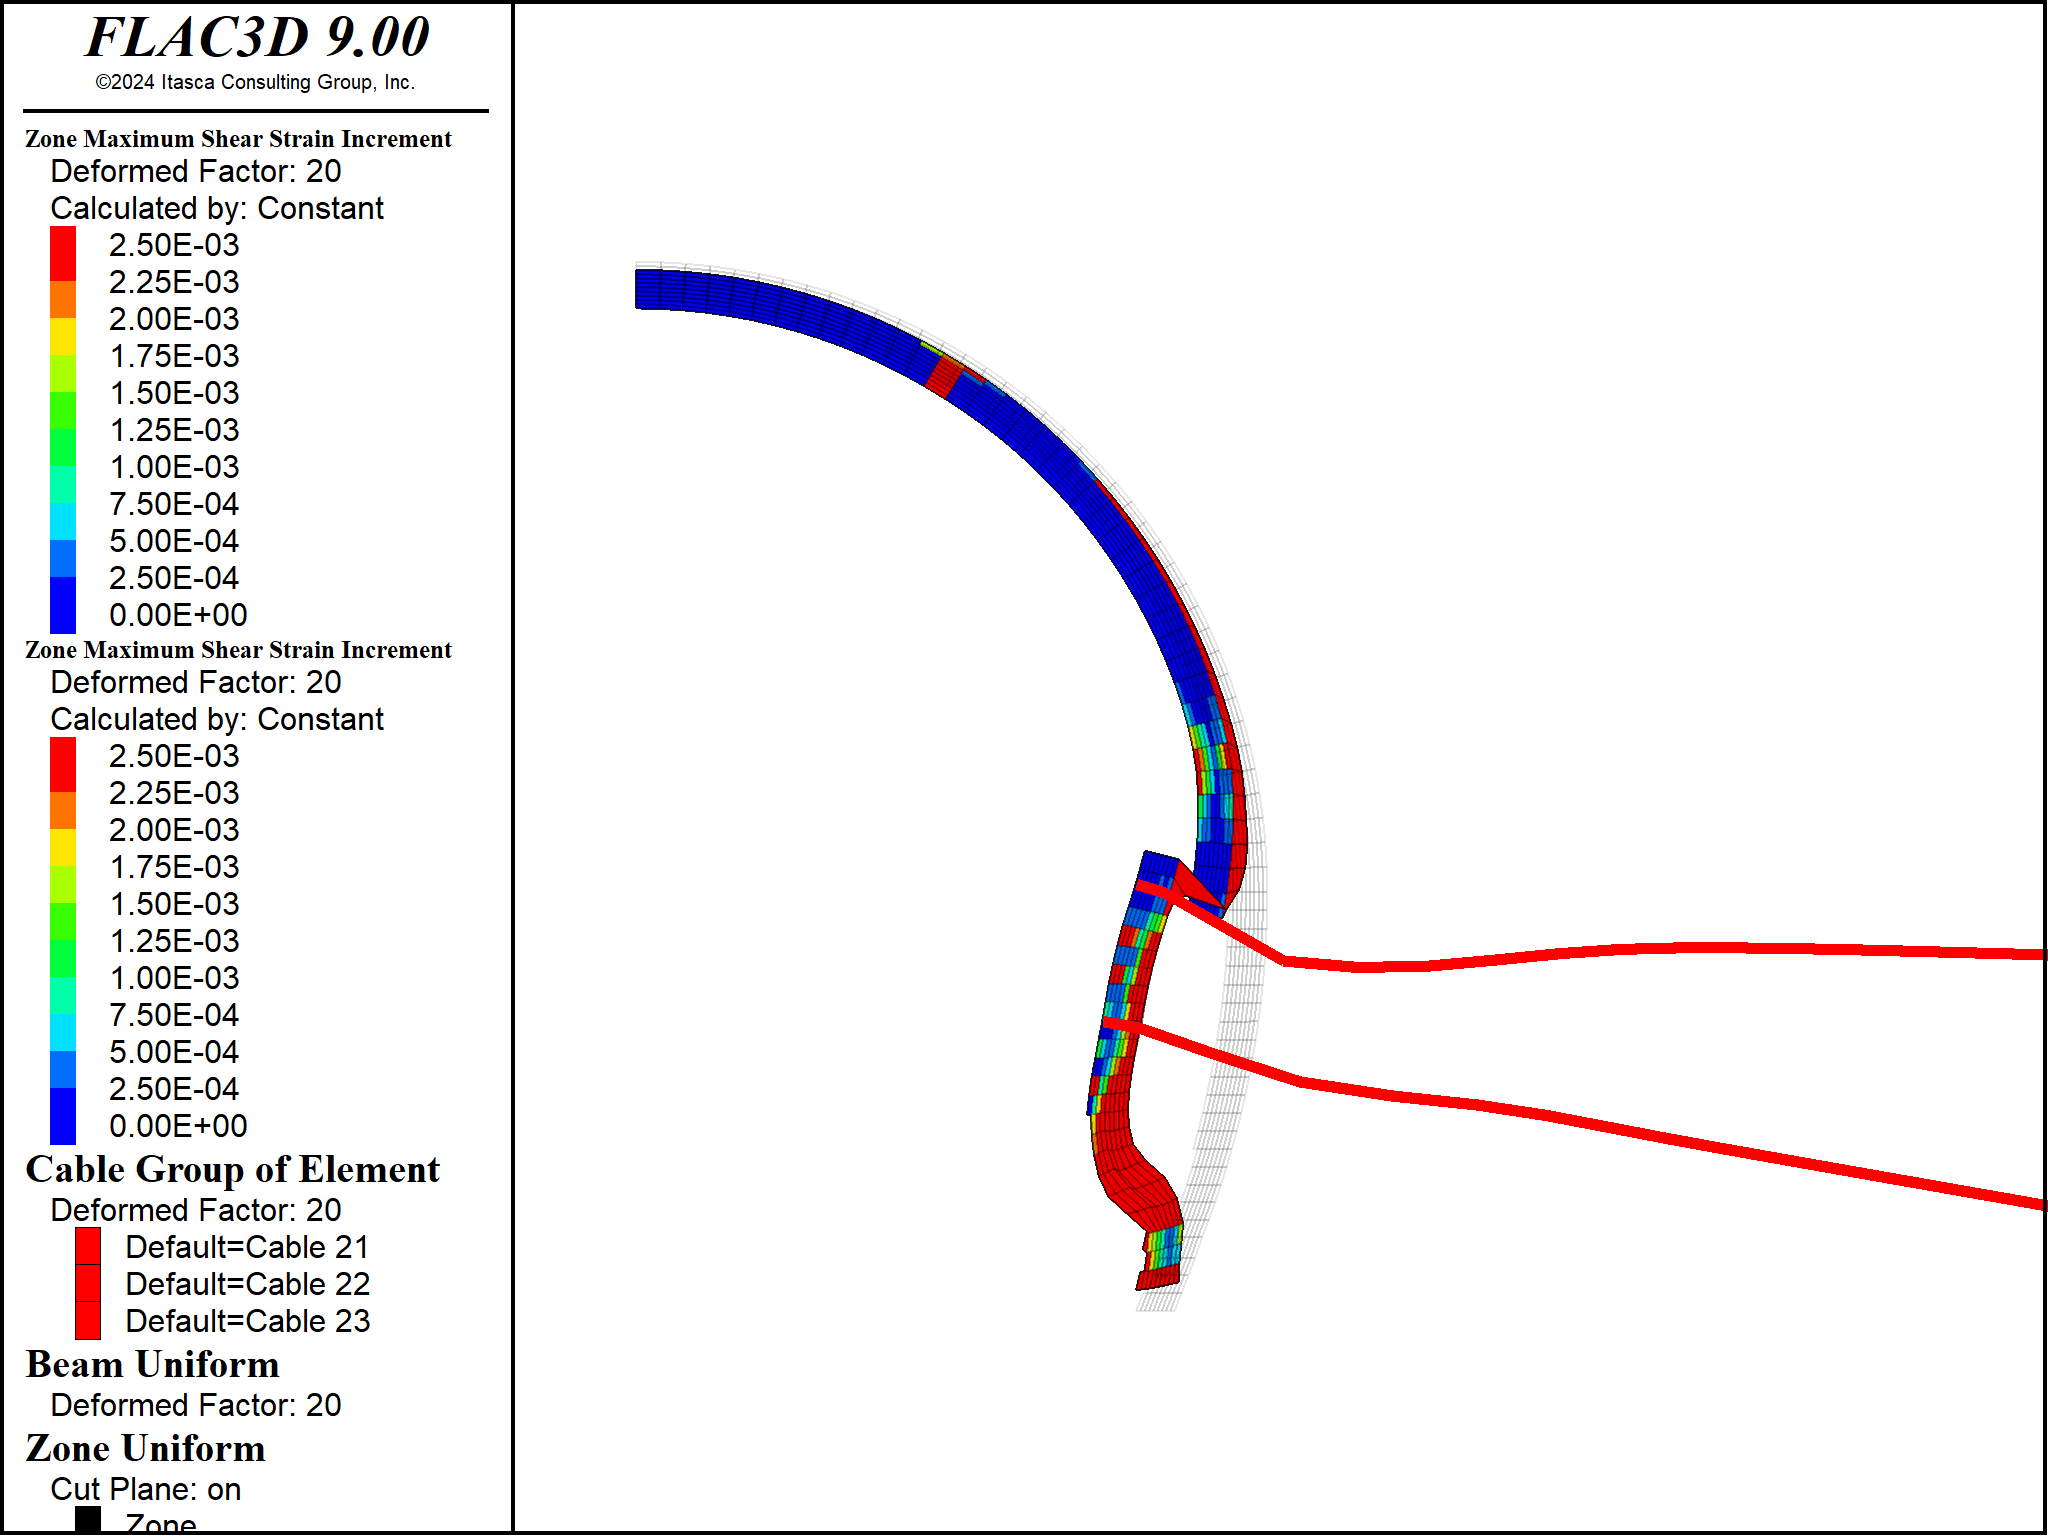 FLAC3D 9.00
©2024 Itasca Consulting Group, Inc.
Zone Maximum Shear Strain Increment
Deformed Factor: 20
Calculated by: Constant
2.50E-03
2.25E-03
2.00E-03
1.75E-03
1.50E-03
1.25E-03
1.00E-03
7.50E-04
5.00E-04
2.50E-04
0.00E+00
Zone Maximum Shear Strain Increment
Deformed Factor: 20
Calculated by: Constant
2.50E-03
2.25E-03
2.00E-03
1.75E-03
1.50E-03
1.25E-03
1.00E-03
7.50E-04
5.00E-04
2.50E-04
0.00E+00
Cable Group of Element
Deformed Factor: 20
Default=Cable 21
Default=Cable 22
Default=Cable 23
Beam Uniform
Deformed Factor: 20
Zone Uniform
Cut Plane: on
Zone